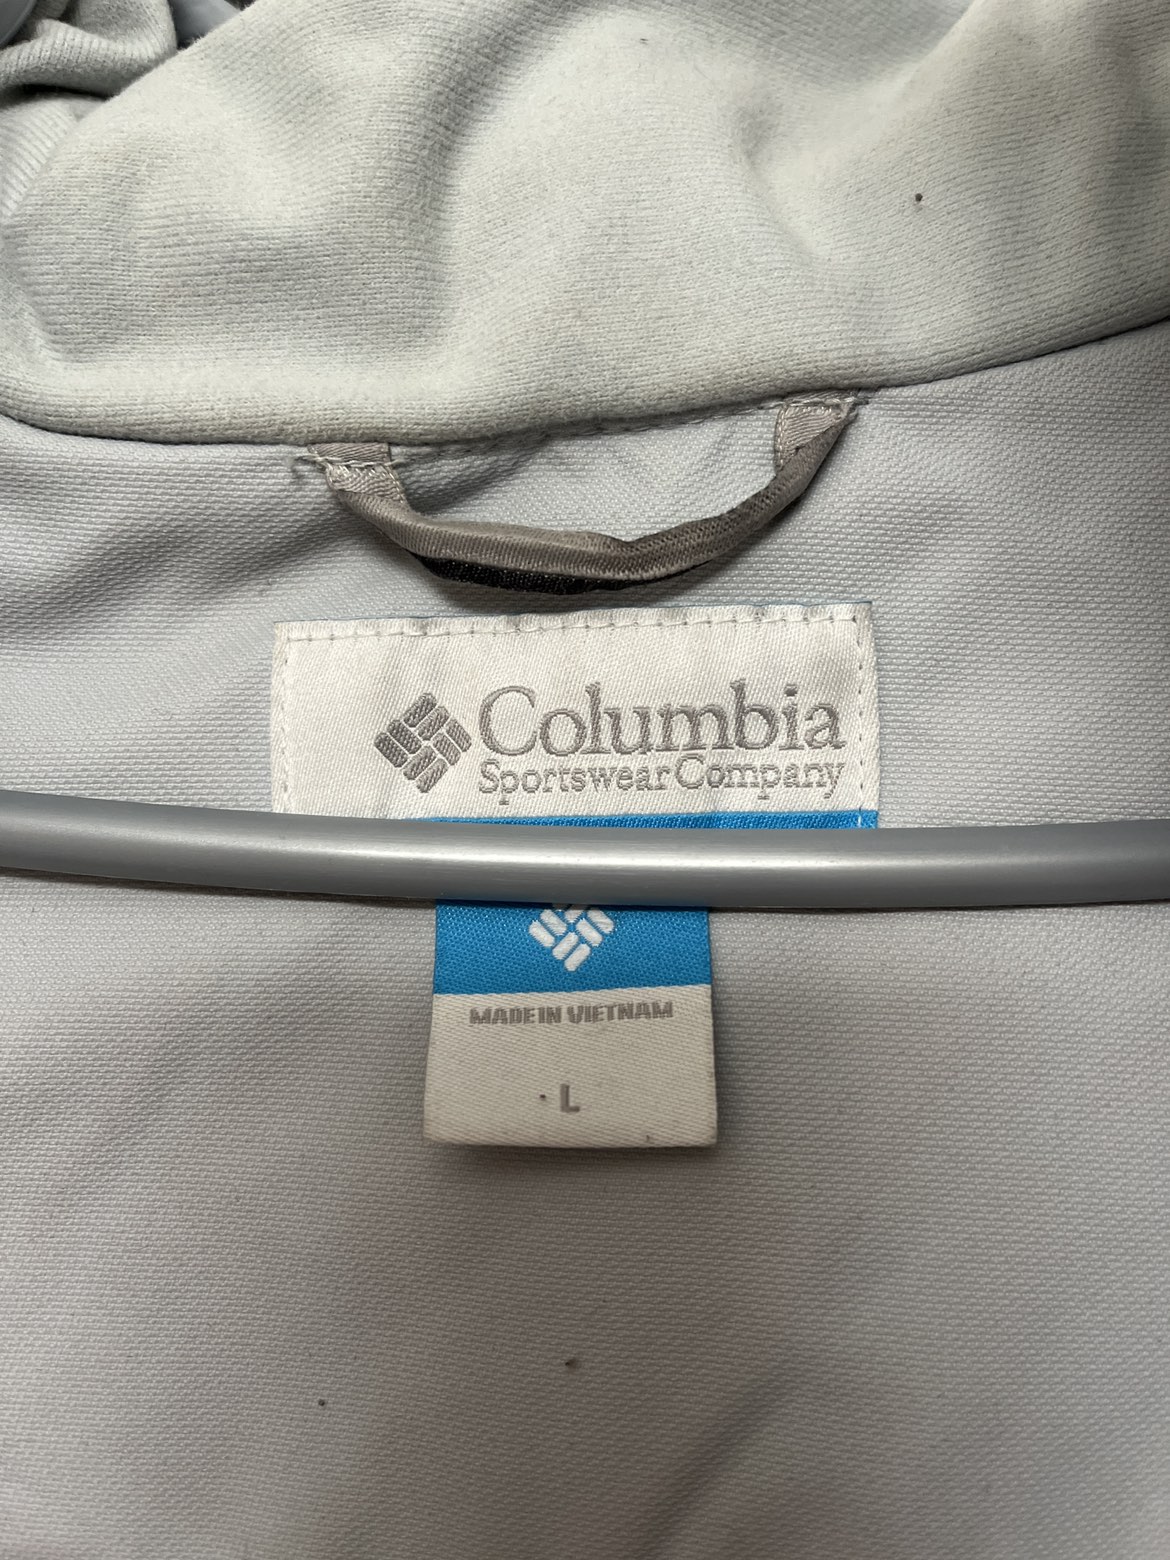 Columbia
Sportswear Company
MADE IN VIETNAM
L